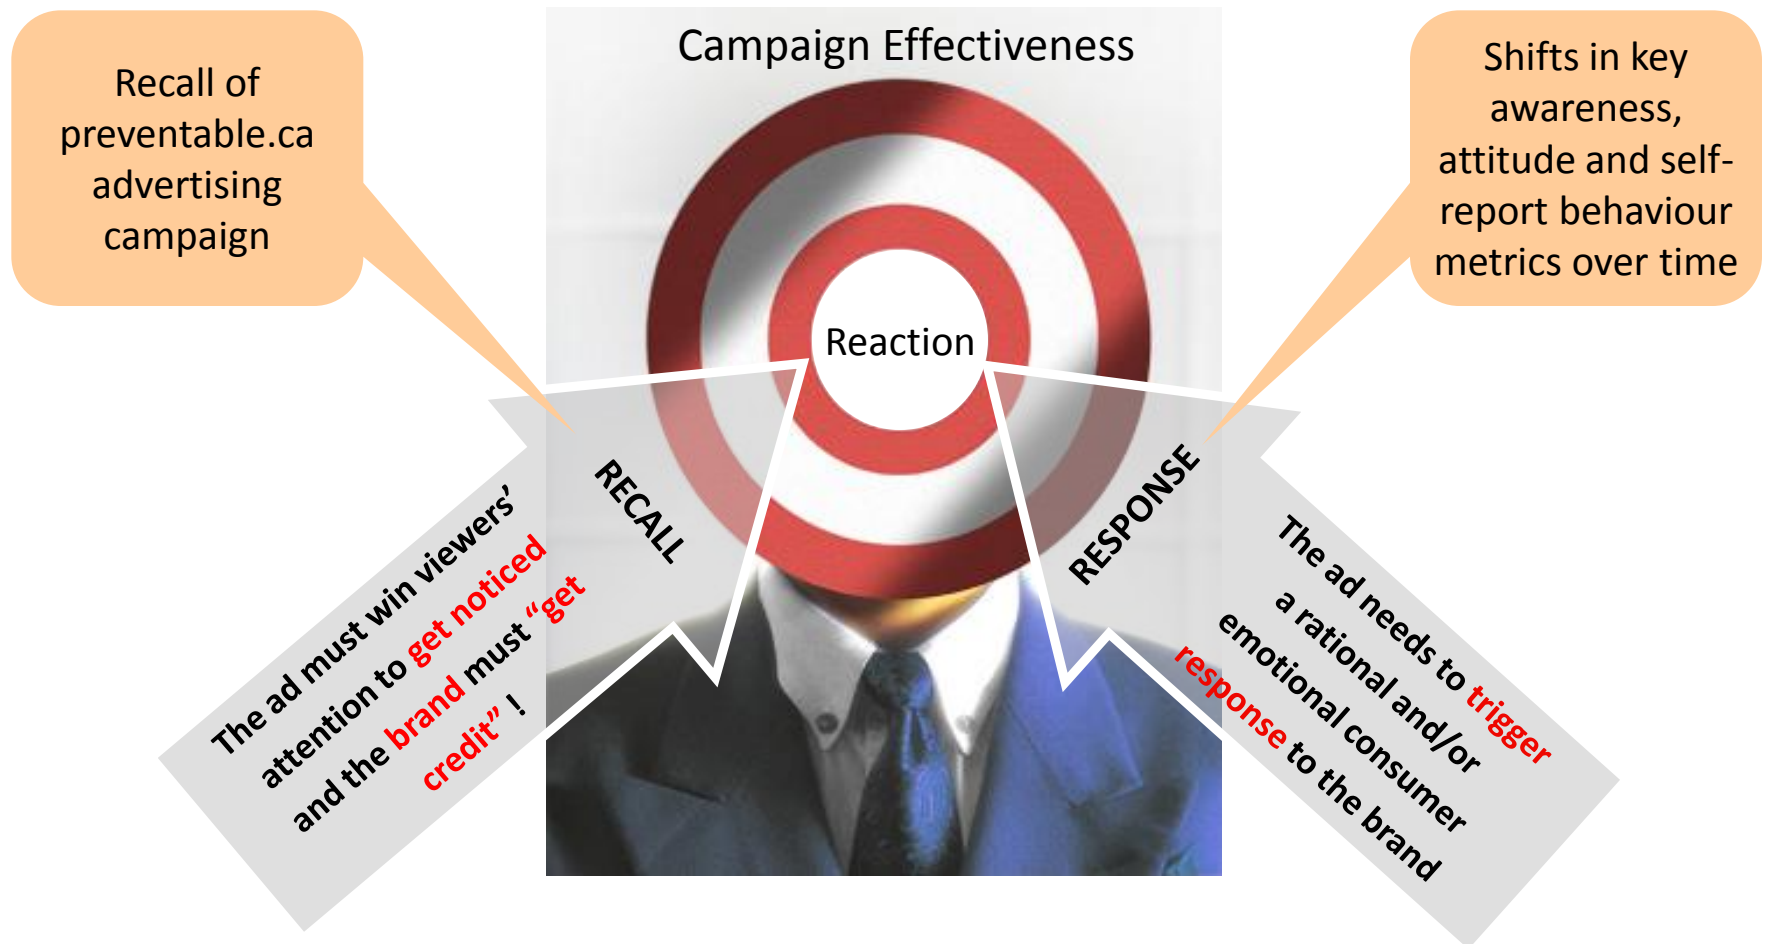 Campaign Effectiveness
Recall of
preventable.ca
advertising
campaign
Shifts in key
awareness,
attitude and self-
report behaviour
metrics over time
Reaction
RECALL
The ad must win viewers’
attention to get noticed
and the brand must “get
credit” !
RESPONSE
The ad needs to trigger
a rational and/or
emotional consumer
response to the brand